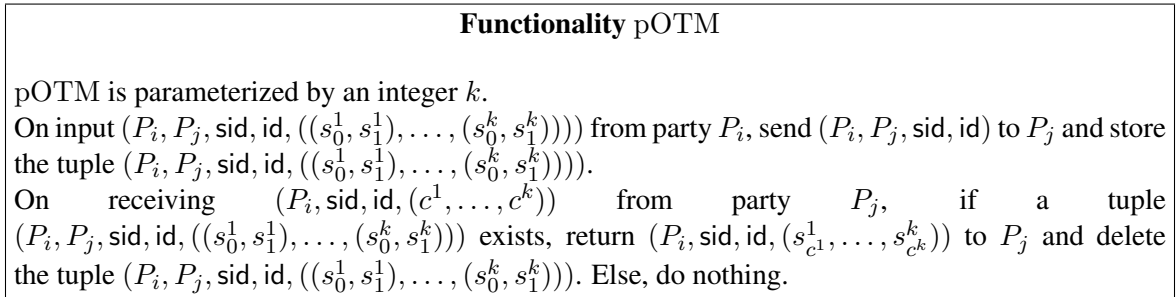 Functionality pOTM
pOTM is parameterized by an integer k.
On input (P_i, P_j, sid, id, ((s_0^1, s_1^1), . . . , (s_0^k, s_1^k)))) from party P_i, send (P_i, P_j, sid, id) to P_j and store
the tuple (P_i, P_j, sid, id, ((s_0^1, s_1^1), . . . , (s_0^k, s_1^k)))).
On receiving (P_i, sid, id, (c^1, . . . , c^k)) from party P_j, if a tuple
(P_i, P_j, sid, id, ((s_0^1, s_1^1), . . . , (s_0^k, s_1^k))) exists, return (P_i, sid, id, (s_{c^1}^1, . . . , s_{c^k}^k)) to P_j and delete
the tuple (P_i, P_j, sid, id, ((s_0^1, s_1^1), . . . , (s_0^k, s_1^k))). Else, do nothing.